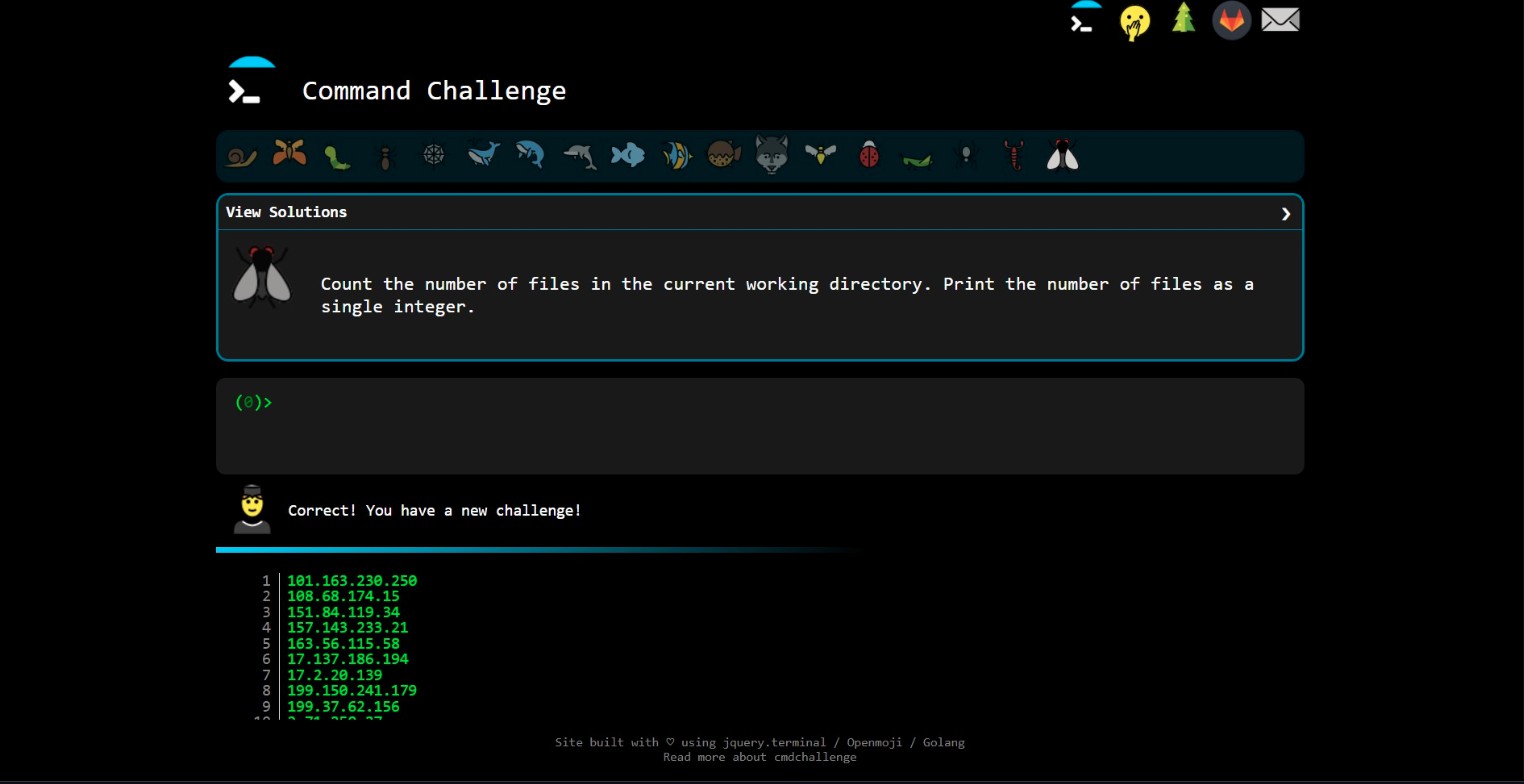 Command Challenge
View Solutions
Count the number of files in the current working directory. Print the number of files as a
single integer.
(0)>
Correct! You have a new challenge!
1 101.163.230.250
2 108.68.174.15
3 151.84.119.34
4 157.143.233.21
5 163.56.115.58
6 17.137.186.194
7 17.2.20.139
8 199.150.241.179
9 199.37.62.156
Site built with ♡ using jquery.terminal / Openmoji / Golang
Read more about cmdchallenge